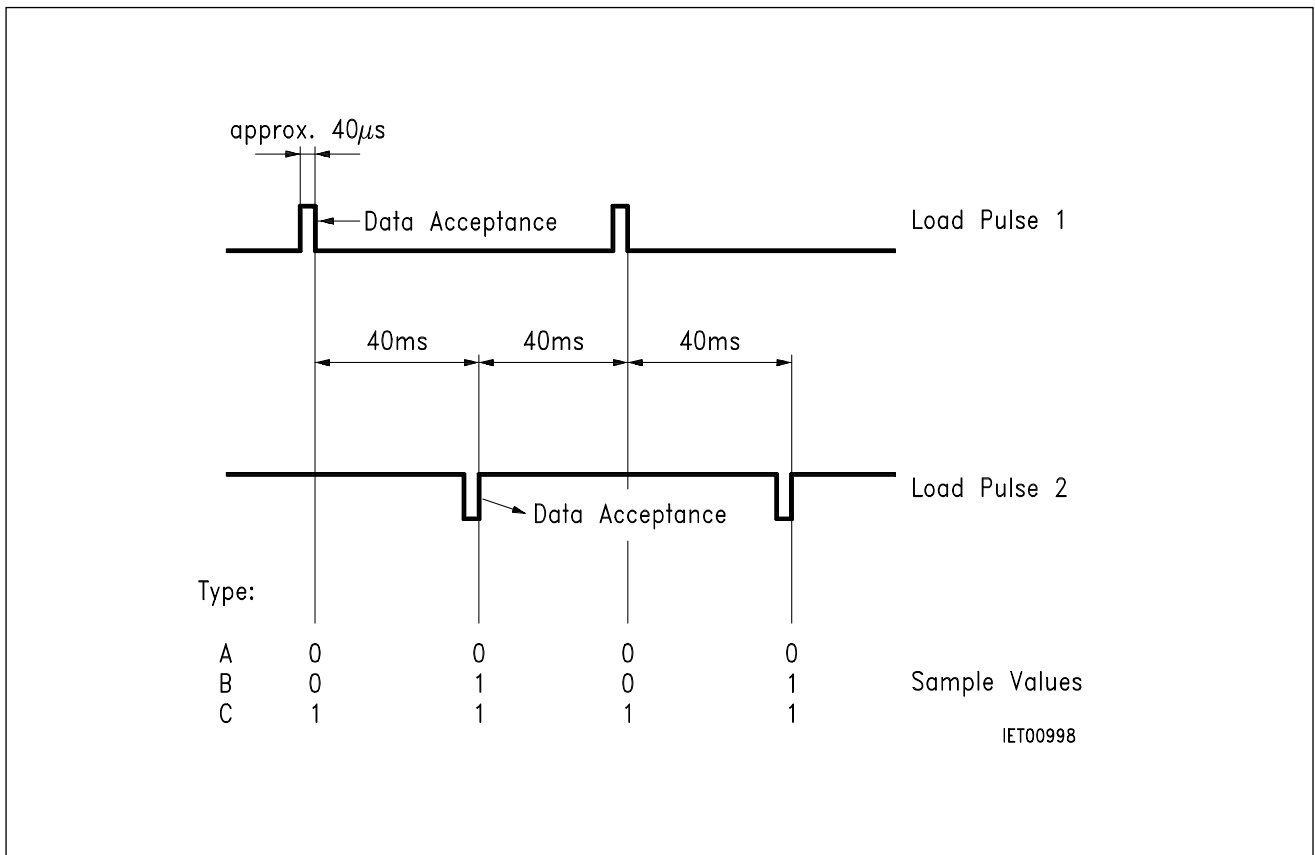 approx. 40µs
Data Acceptance
Load Pulse 1
40ms 40ms 40ms
Load Pulse 2
Data Acceptance
Type:
A 0 0 0 0
B 0 1 0 1 Sample Values
C 1 1 1 1
IET00998